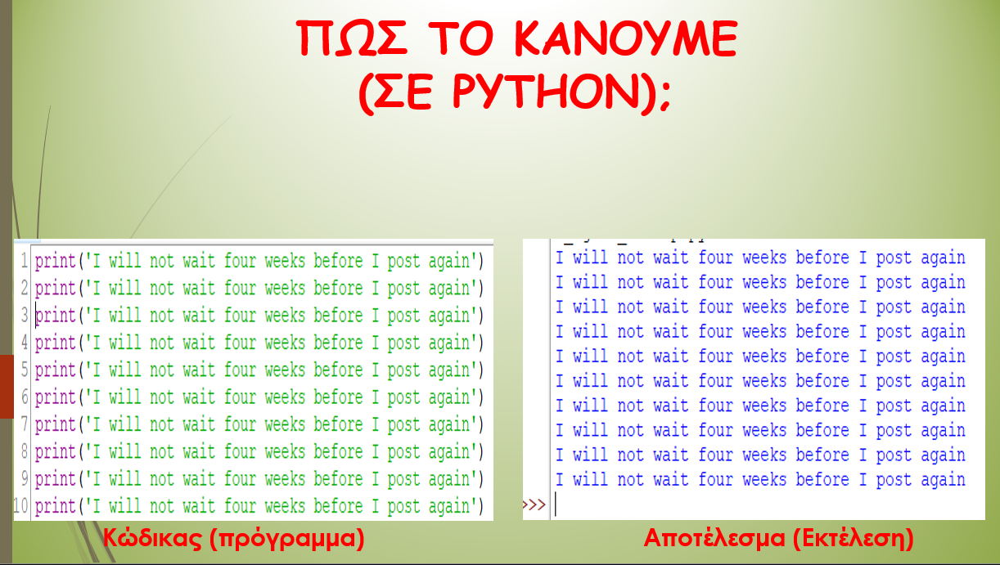 ΠΩΣ ΤΟ ΚΑΝΟΥΜΕ
(ΣΕ PYTHON);
1 print('I will not wait four weeks before I post again')
2 print('I will not wait four weeks before I post again')
3 print('I will not wait four weeks before I post again')
4 print('I will not wait four weeks before I post again')
5 print('I will not wait four weeks before I post again')
6 print('I will not wait four weeks before I post again')
7 print('I will not wait four weeks before I post again')
8 print('I will not wait four weeks before I post again')
9 print('I will not wait four weeks before I post again')
10 print('I will not wait four weeks before I post again')
Κώδικας (πρόγραμμα)
I will not wait four weeks before I post again
I will not wait four weeks before I post again
I will not wait four weeks before I post again
I will not wait four weeks before I post again
I will not wait four weeks before I post again
I will not wait four weeks before I post again
I will not wait four weeks before I post again
I will not wait four weeks before I post again
I will not wait four weeks before I post again
I will not wait four weeks before I post again
>>>
Αποτέλεσμα (Εκτέλεση)